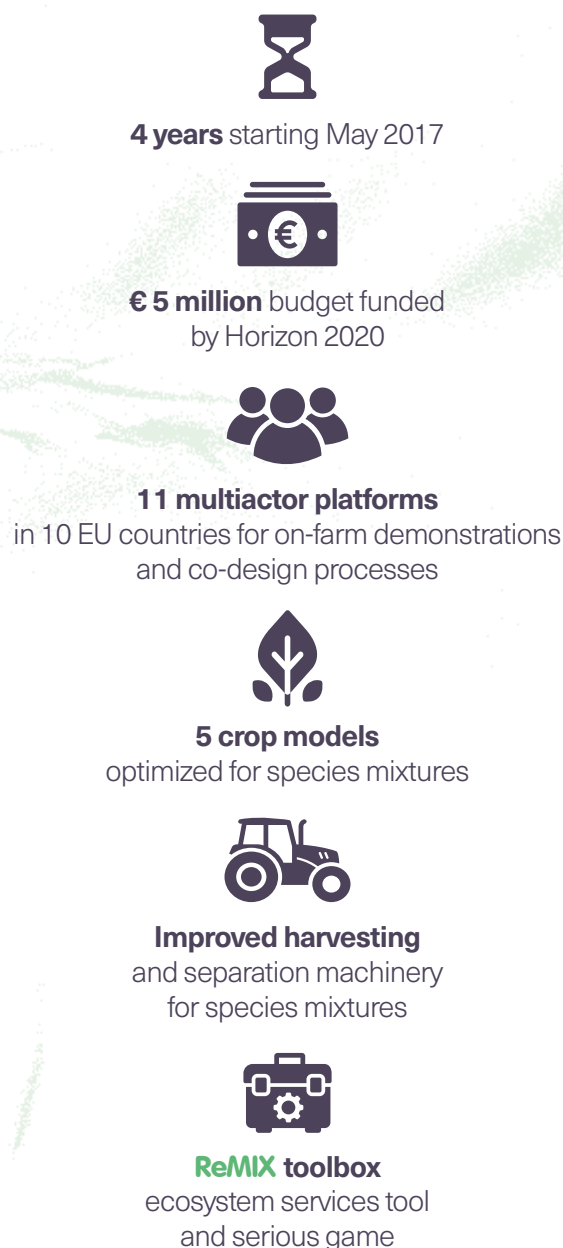 4 years starting May 2017
€
€ 5 million budget funded
by Horizon 2020
11 multiactor platforms
in 10 EU countries for on-farm demonstrations
and co-design processes
5 crop models
optimized for species mixtures
Improved harvesting
and separation machinery
for species mixtures
ReMIX toolbox
ecosystem services tool
and serious game